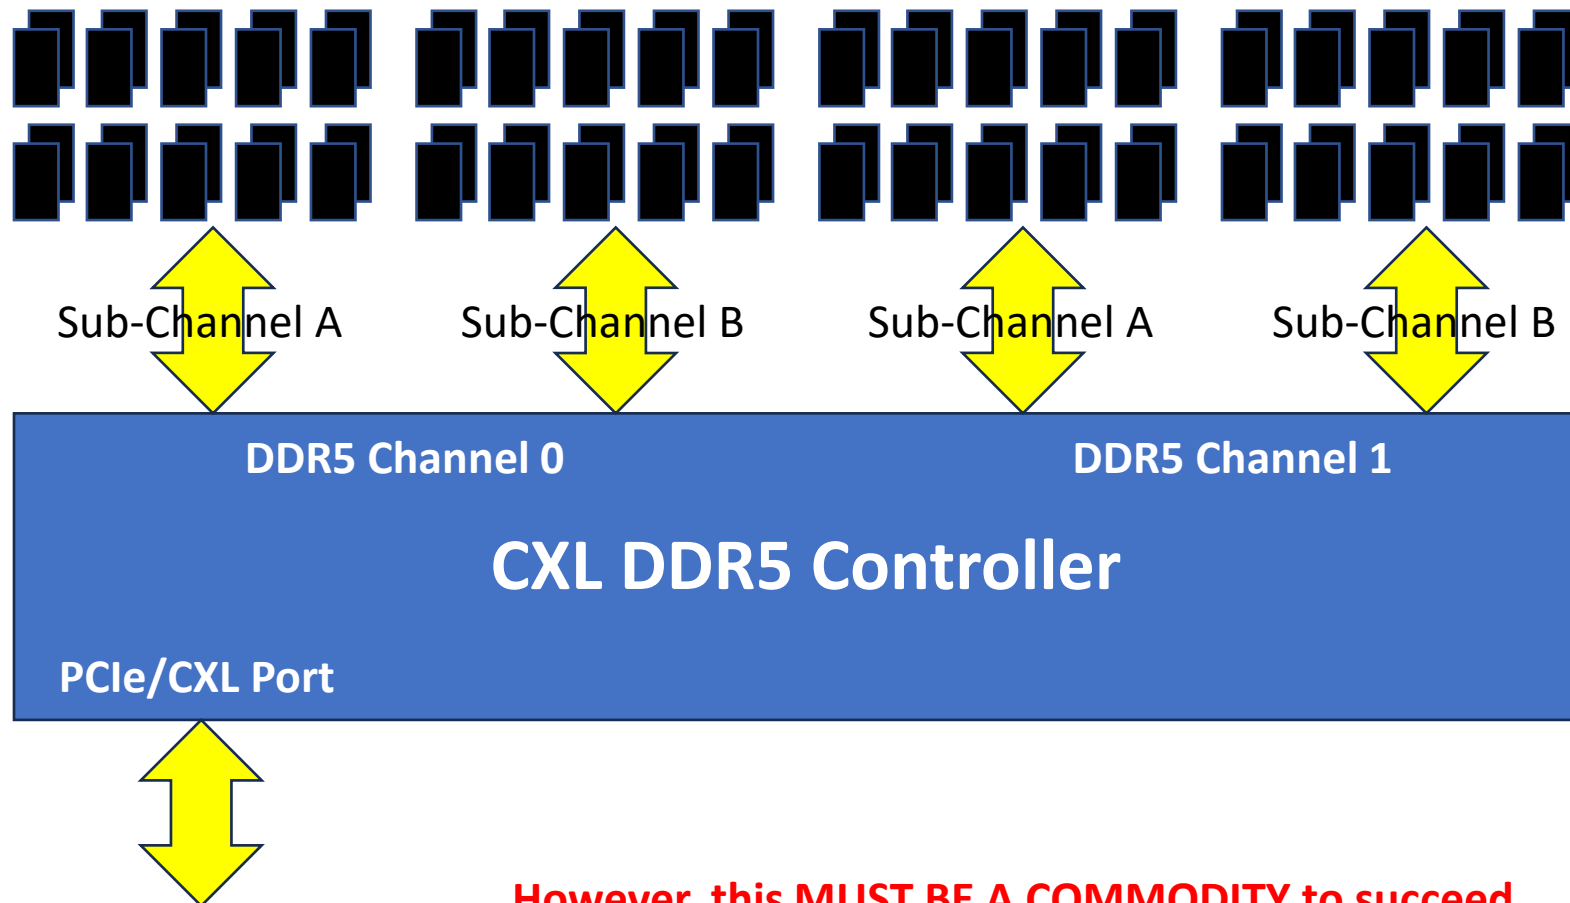 Sub-Channel A
Sub-Channel B
Sub-Channel A
Sub-Channel B
DDR5 Channel 0
DDR5 Channel 1
CXL DDR5 Controller
PCIe/CXL Port
However, this MUST BE A COMMODITY to succeed